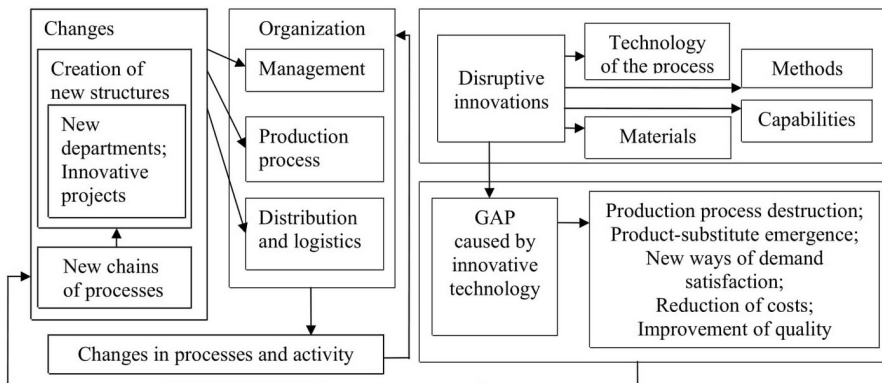 Changes
Creation of
new structures
New
departments;
Innovative
projects
New chains
of processes
Organization
Management
Production
process
Distribution
and logistics
Changes in processes and activity
Disruptive
innovations
Technology
of the process
Methods
Capabilities
Materials
GAP
caused by
innovative
technology
Production process destruction;
Product-substitute emergence;
New ways of demand
satisfaction;
Reduction of costs;
Improvement of quality